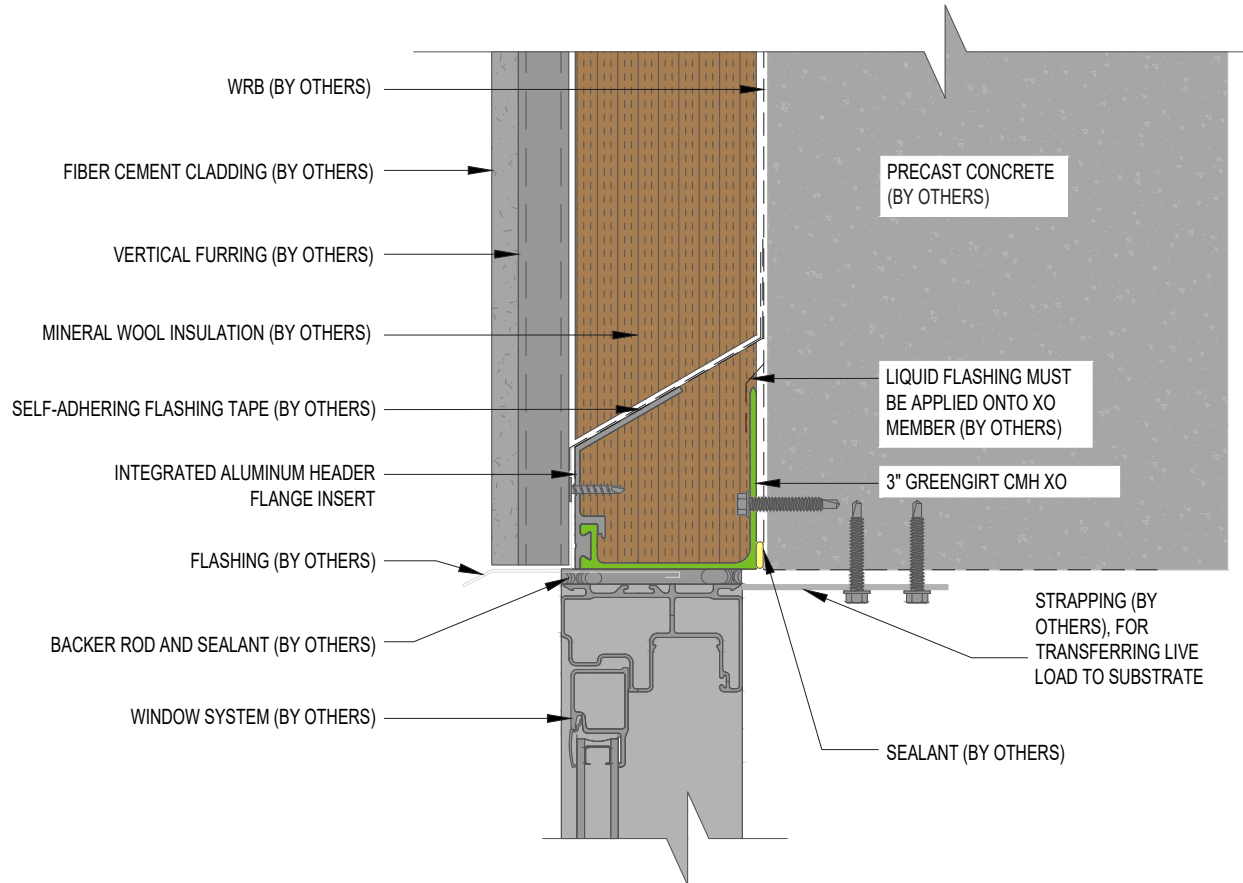 WRB (BY OTHERS)
FIBER CEMENT CLADDING (BY OTHERS)
VERTICAL FURRING (BY OTHERS)
MINERAL WOOL INSULATION (BY OTHERS)
SELF-ADHERING FLASHING TAPE (BY OTHERS)
INTEGRATED ALUMINUM HEADER
FLANGE INSERT
FLASHING (BY OTHERS)
BACKER ROD AND SEALANT (BY OTHERS)
WINDOW SYSTEM (BY OTHERS)
PRECAST CONCRETE
(BY OTHERS)
LIQUID FLASHING MUST
BE APPLIED ONTO XO
MEMBER (BY OTHERS)
3" GREENGIRT CMH XO
STRAPPING (BY
OTHERS), FOR
TRANSFERRING LIVE
LOAD TO SUBSTRATE
SEALANT (BY OTHERS)